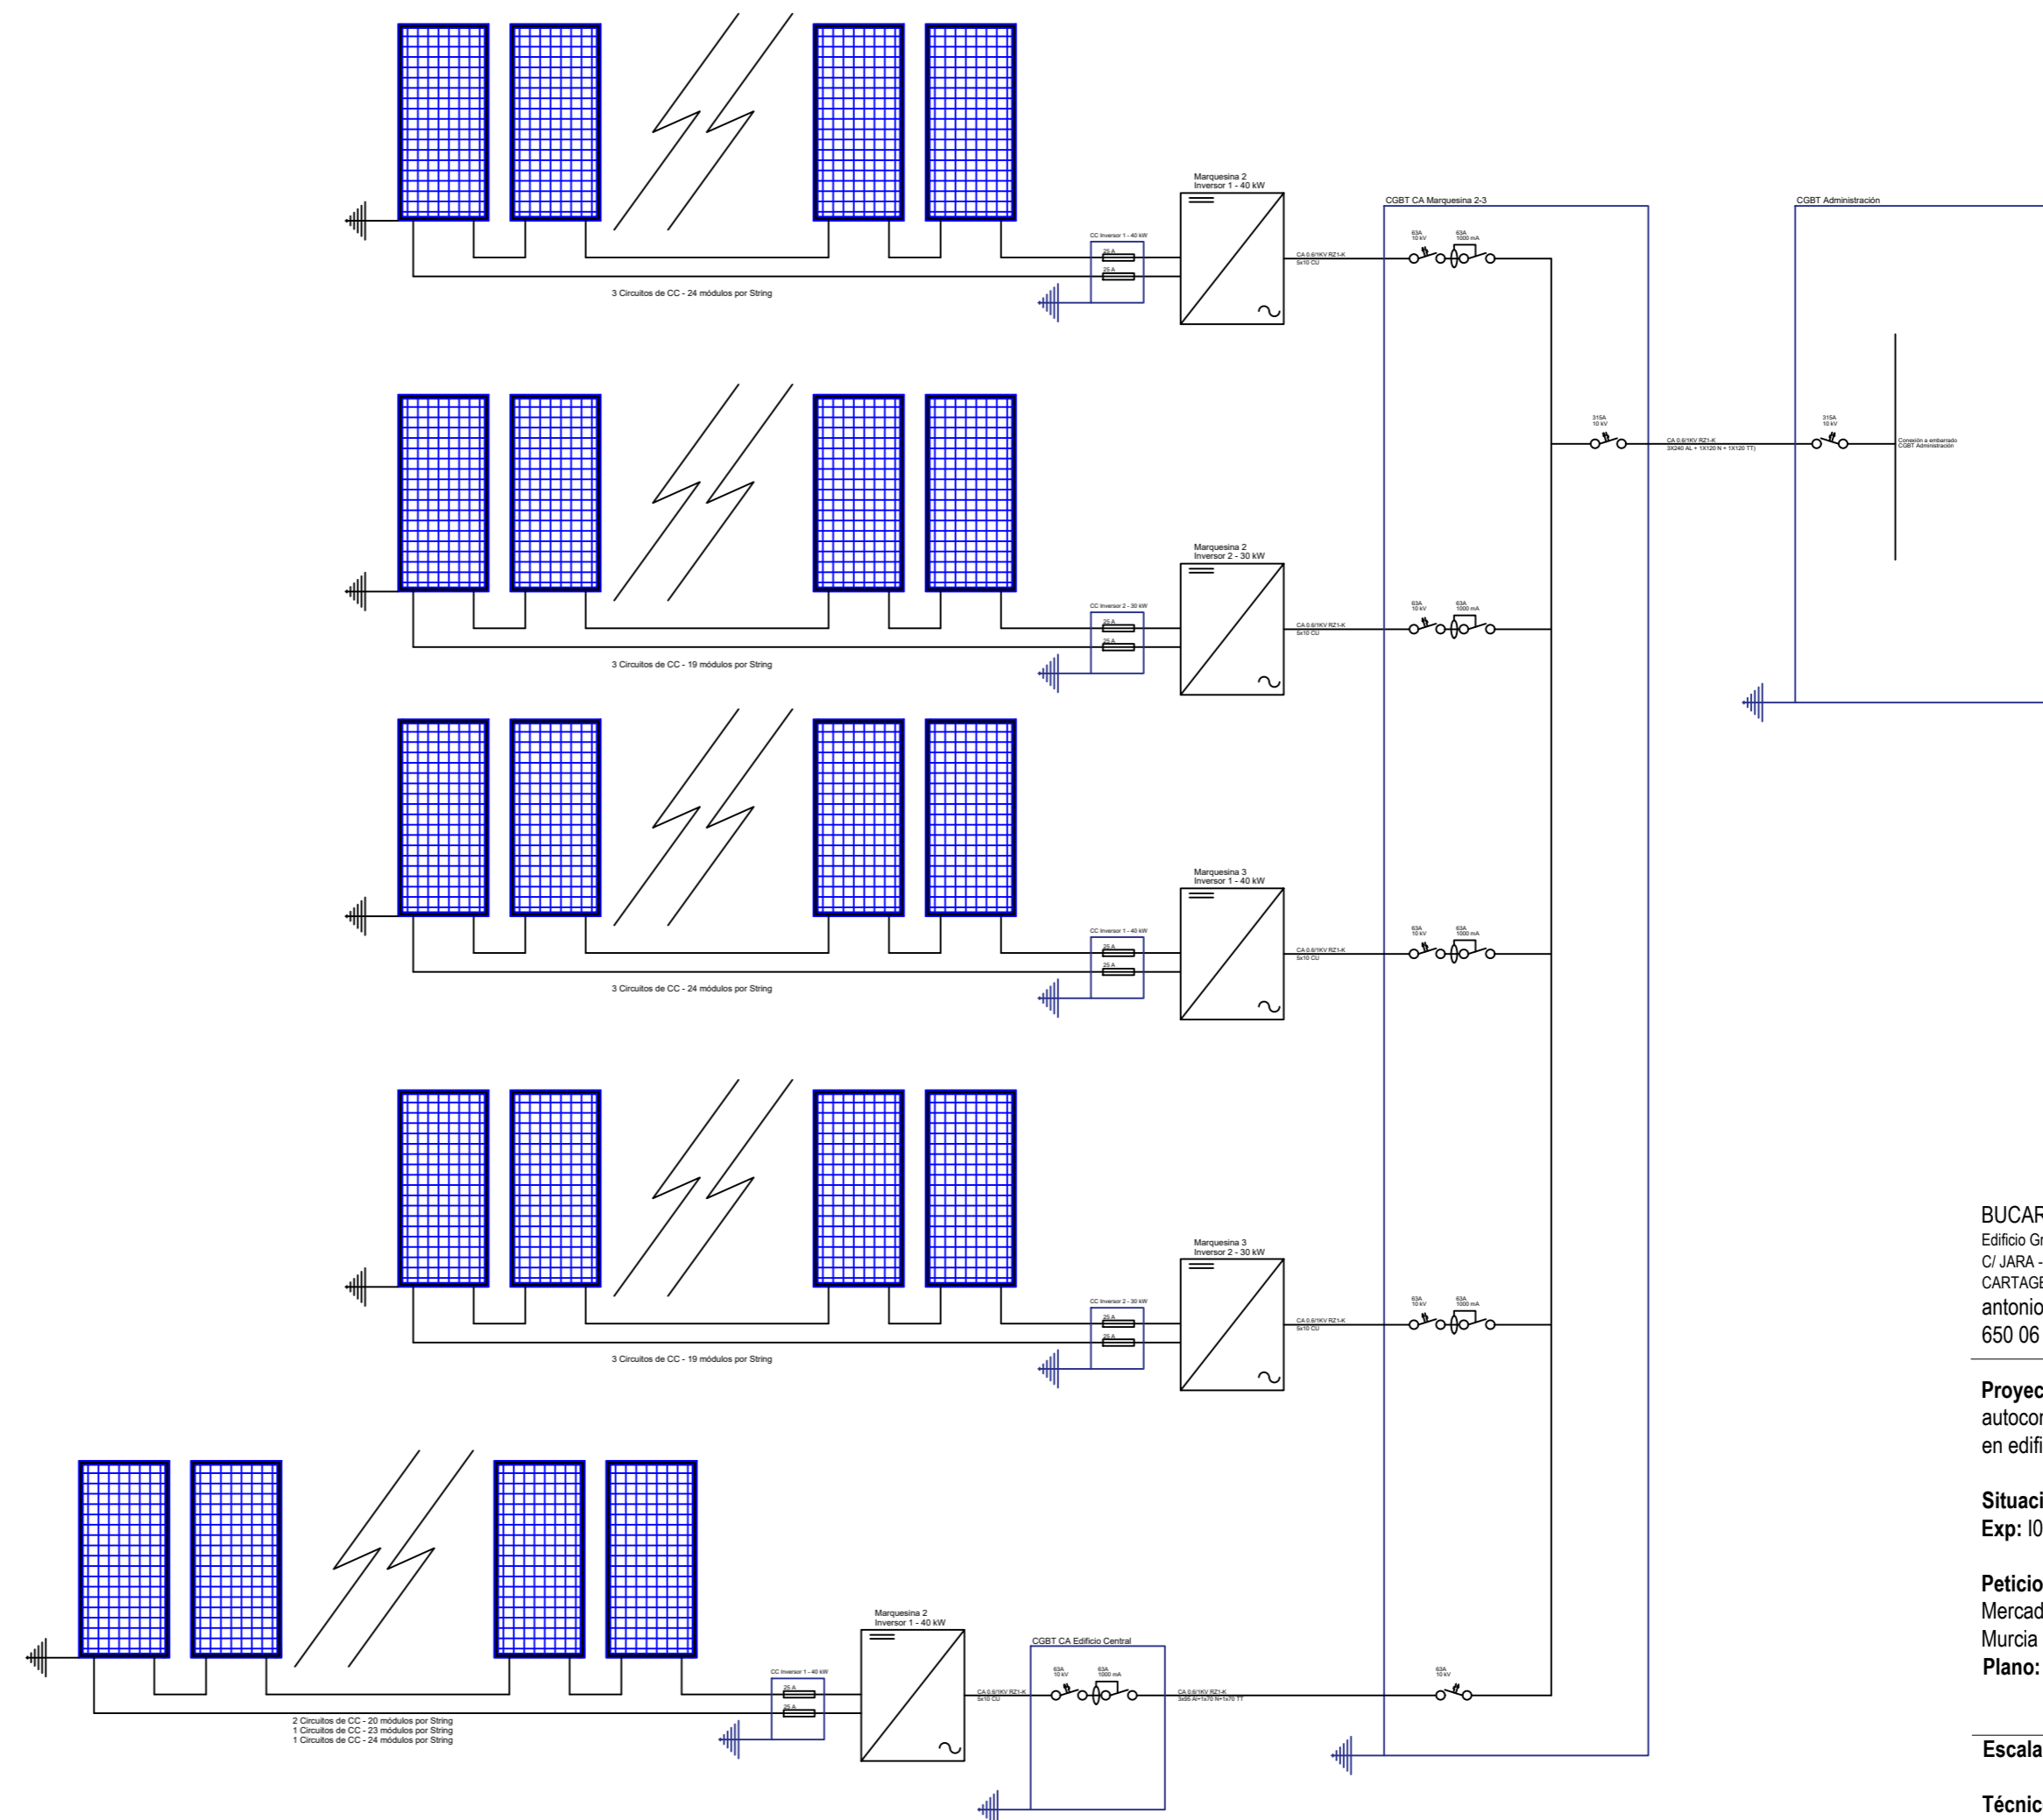 Marquesina 2
Inversor 1 - 40 kW
CGBT CA Marquesina 2-3
CGBT Administración
CC Inversor 1 - 40 kW
25 A
25 A
CA 0.6/1KV RZ1-K
5x10 CU
63A
10 kV
63A
1000 mA
3 Circuitos de CC - 24 módulos por String
315A
10 kV
CA 0.6/1KV RZ1-K
3X240 AL + 1X120 N + 1X120 TT)
315A
10 kV
Conexión a embarrado
CGBT Administración
Marquesina 2
Inversor 2 - 30 kW
CC Inversor 2 - 30 kW
25 A
25 A
CA 0.6/1KV RZ1-K
5x10 CU
63A
10 kV
63A
1000 mA
3 Circuitos de CC - 19 módulos por String
Marquesina 3
Inversor 1 - 40 kW
CC Inversor 1 - 40 kW
25 A
25 A
CA 0.6/1KV RZ1-K
5x10 CU
63A
10 kV
63A
1000 mA
3 Circuitos de CC - 24 módulos por String
Marquesina 3
Inversor 2 - 30 kW
CC Inversor 2 - 30 kW
25 A
25 A
CA 0.6/1KV RZ1-K
5x10 CU
63A
10 kV
63A
1000 mA
3 Circuitos de CC - 19 módulos por String
Marquesina 2
Inversor 1 - 40 kW
CC Inversor 1 - 40 kW
25 A
25 A
CA 0.6/1KV RZ1-K
5x10 CU
CGBT CA Edificio Central
63A
10 kV
63A
1000 mA
CA 0.6/1KV RZ1-K
3x95 Al+1x70 N+1x70 TT
63A
10 kV
2 Circuitos de CC - 20 módulos por String
1 Circuitos de CC - 23 módulos por String
1 Circuitos de CC - 24 módulos por String
BUCAR
Edificio Gr
C/ JARA -
CARTAGE
antonio
650 06
Proyec
autocor
en edifi
Situaci
Exp: I0
Peticio
Mercad
Murcia
Plano:
Escala
Técnic